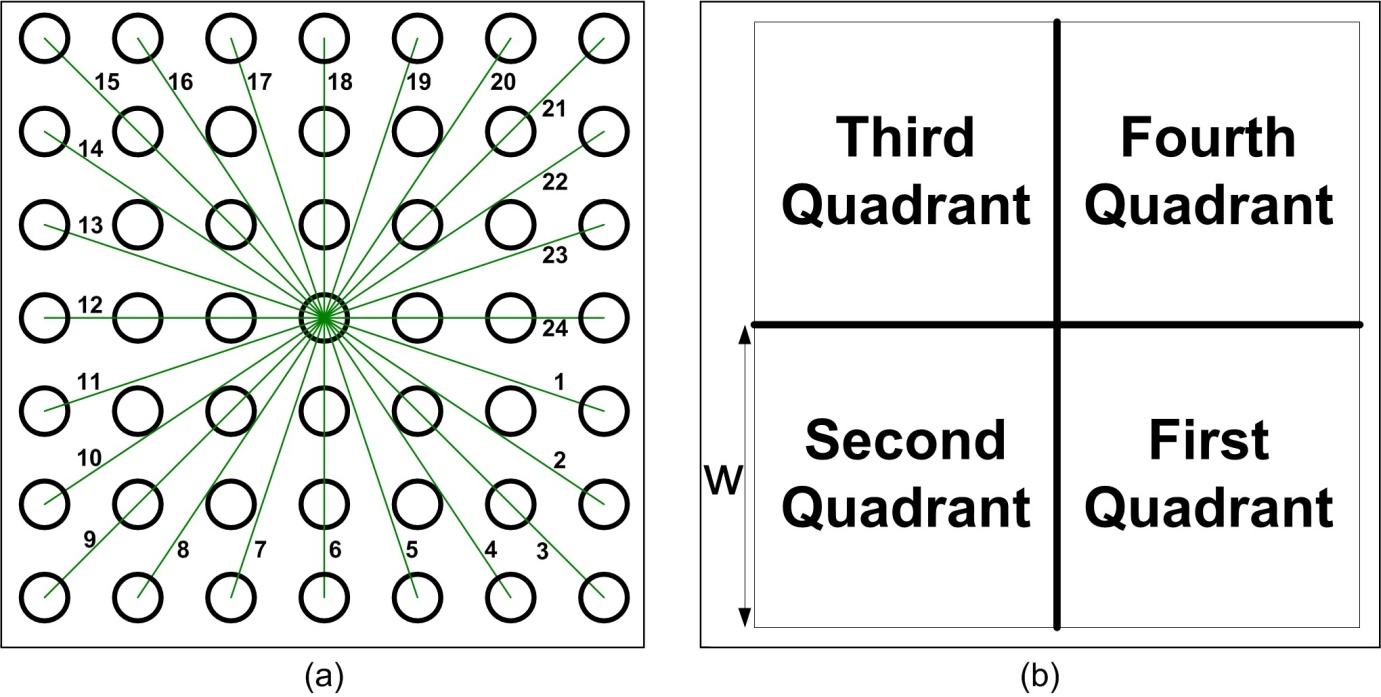 15 16 17 18 19 20
21
14
22
13
23
12
24
11
1
10
2
9 8 7 6 5 4 3
(a)
Third
Quadrant
Fourth
Quadrant
W
Second
Quadrant
First
Quadrant
(b)